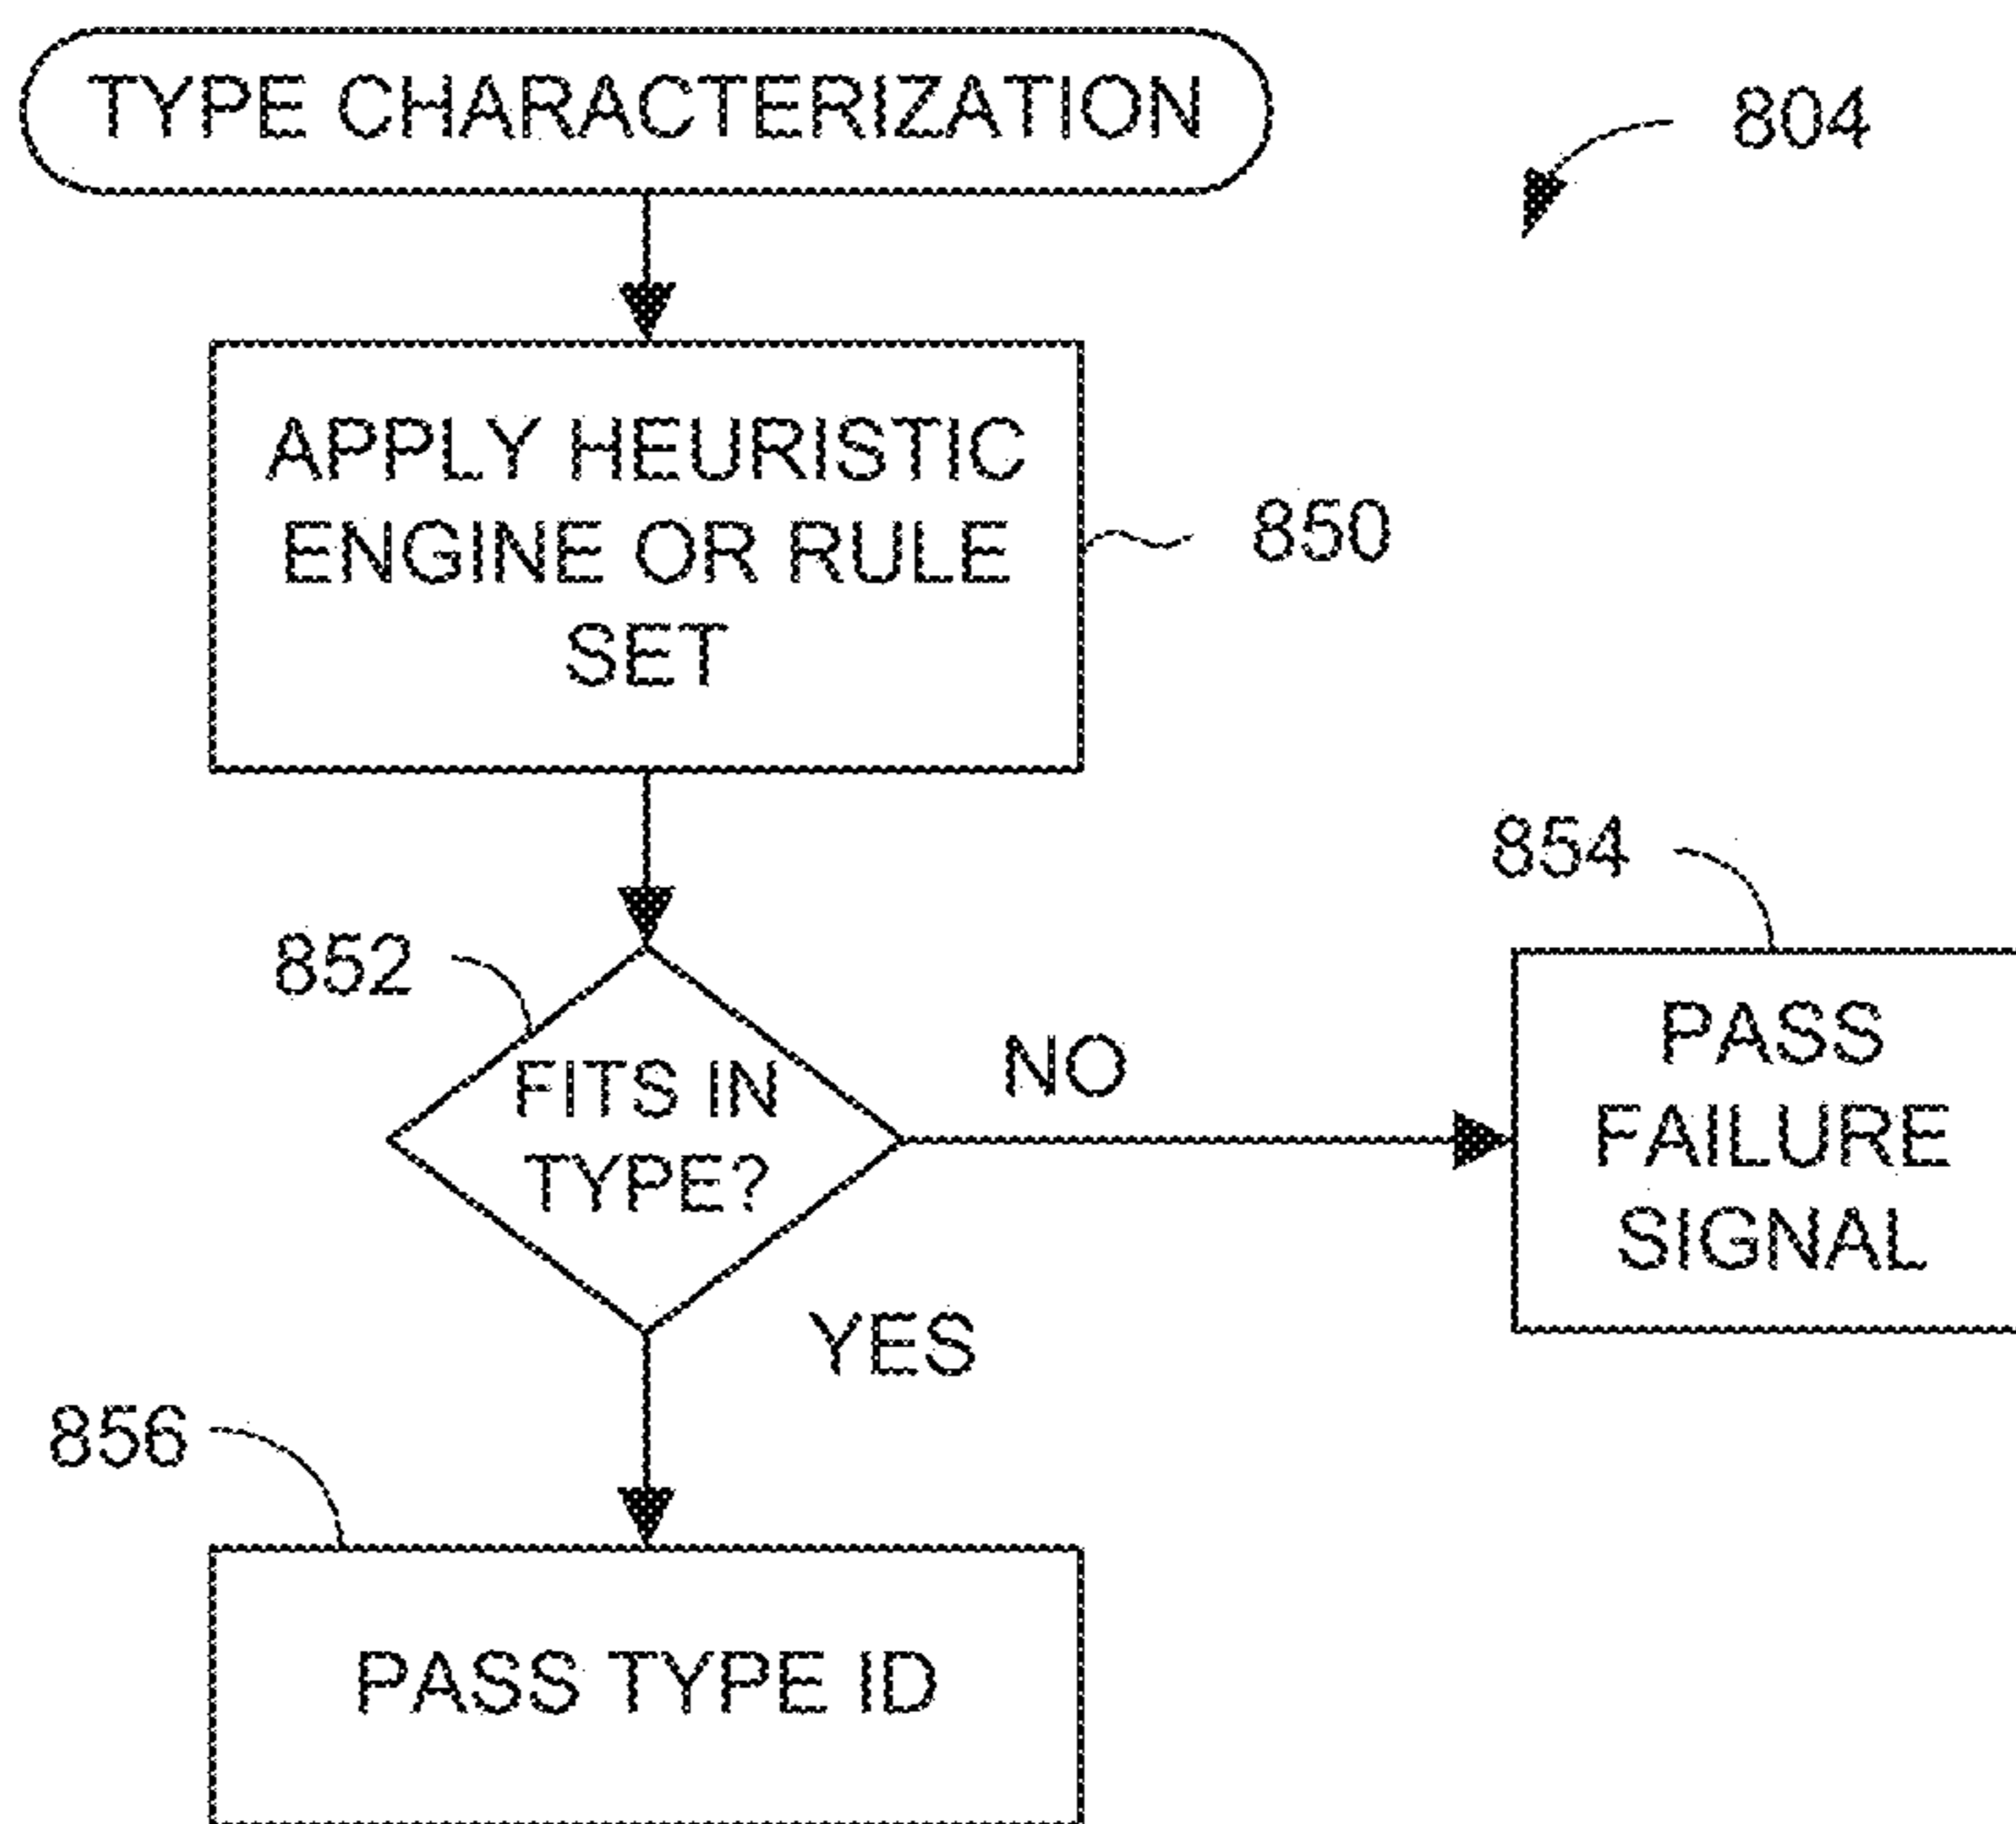 TYPE CHARACTERIZATION
804
APPLY HEURISTIC
ENGINE OR RULE
SET
850
854
852
FITS IN
TYPE?
NO
PASS
FAILURE
SIGNAL
YES
856
PASS TYPE ID